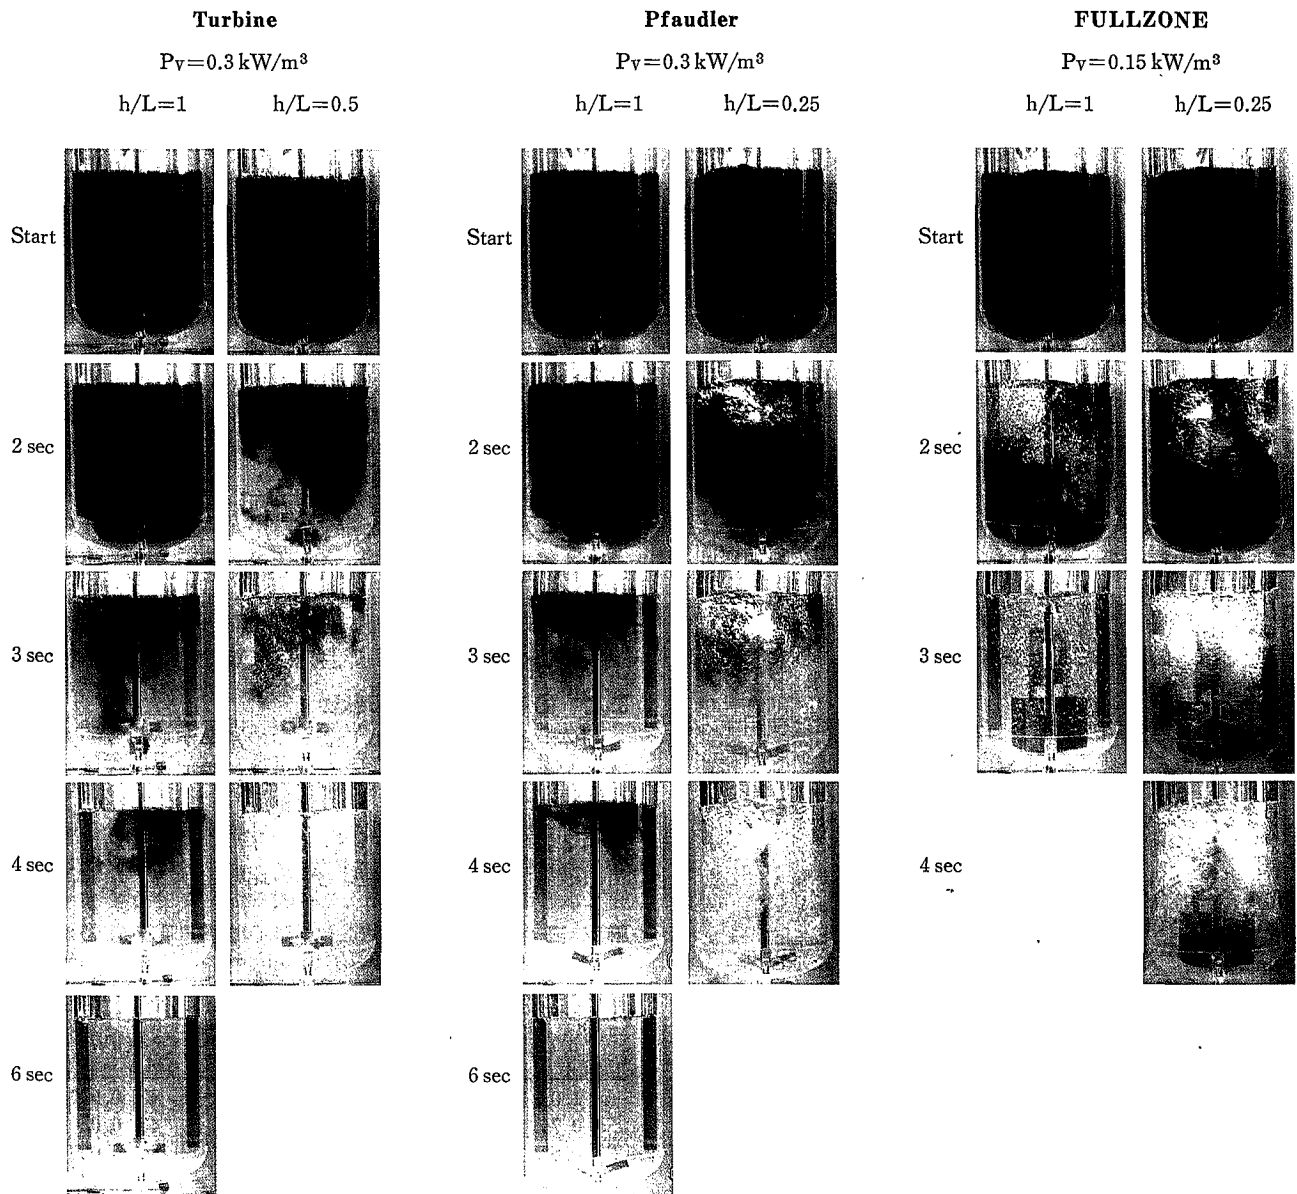 Turbine
Pᵥ=0.3 kW/m³
h/L=1 h/L=0.5
Start
2 sec
3 sec
4 sec
6 sec
Pfaudler
Pᵥ=0.3 kW/m³
h/L=1 h/L=0.25
Start
2 sec
3 sec
4 sec
6 sec
FULLZONE
Pᵥ=0.15 kW/m³
h/L=1 h/L=0.25
Start
2 sec
3 sec
4 sec